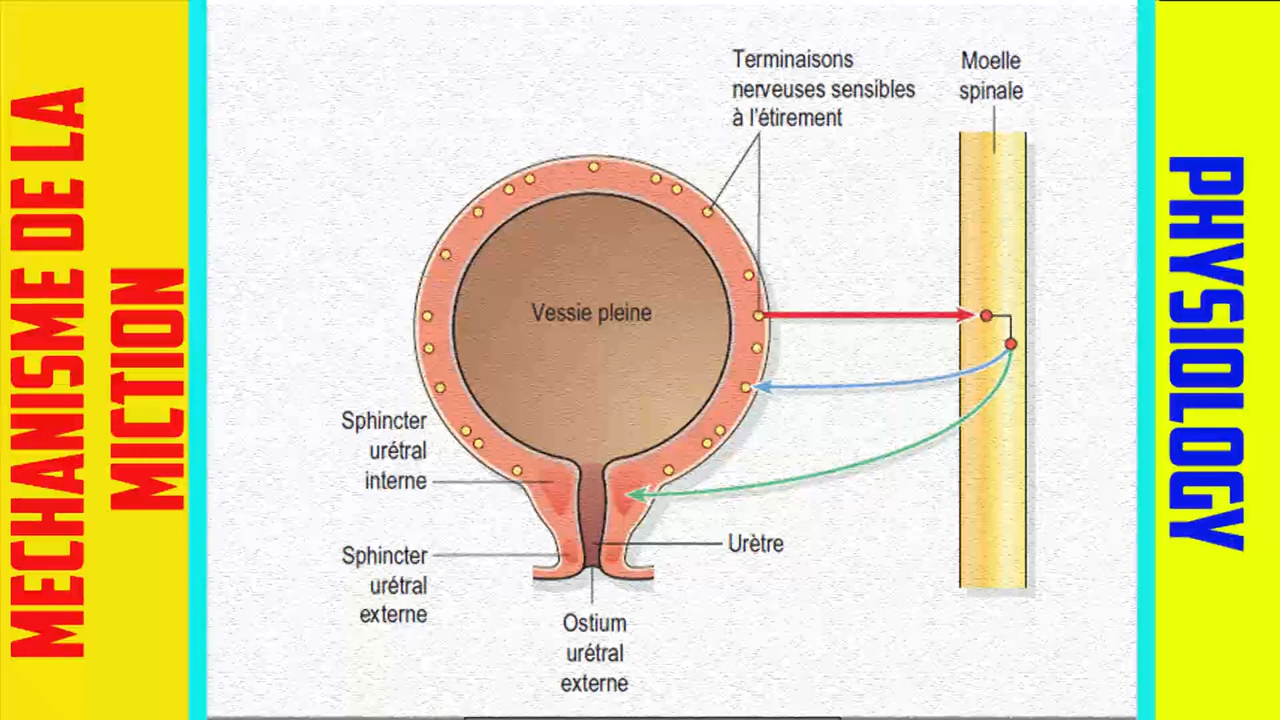 MECHANISME DE LA
MICTION
Terminaisons
nerveuses sensibles
à l'étirement
Moelle
spinale
Vessie pleine
Sphincter
urétral
interne
Sphincter
urétral
externe
Urètre
Ostium
urétral
externe
PHYSIOLOGY